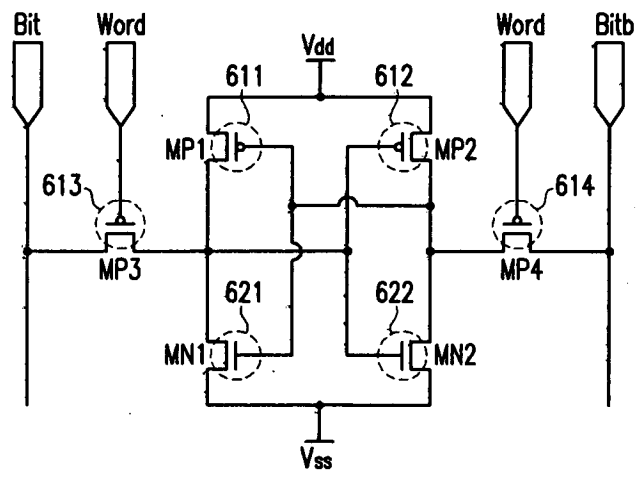 Bit Word Word Bitb
Vdd
611 612
MP1 MP2
613 614
MP3 MP4
621 622
MN1 MN2
Vss